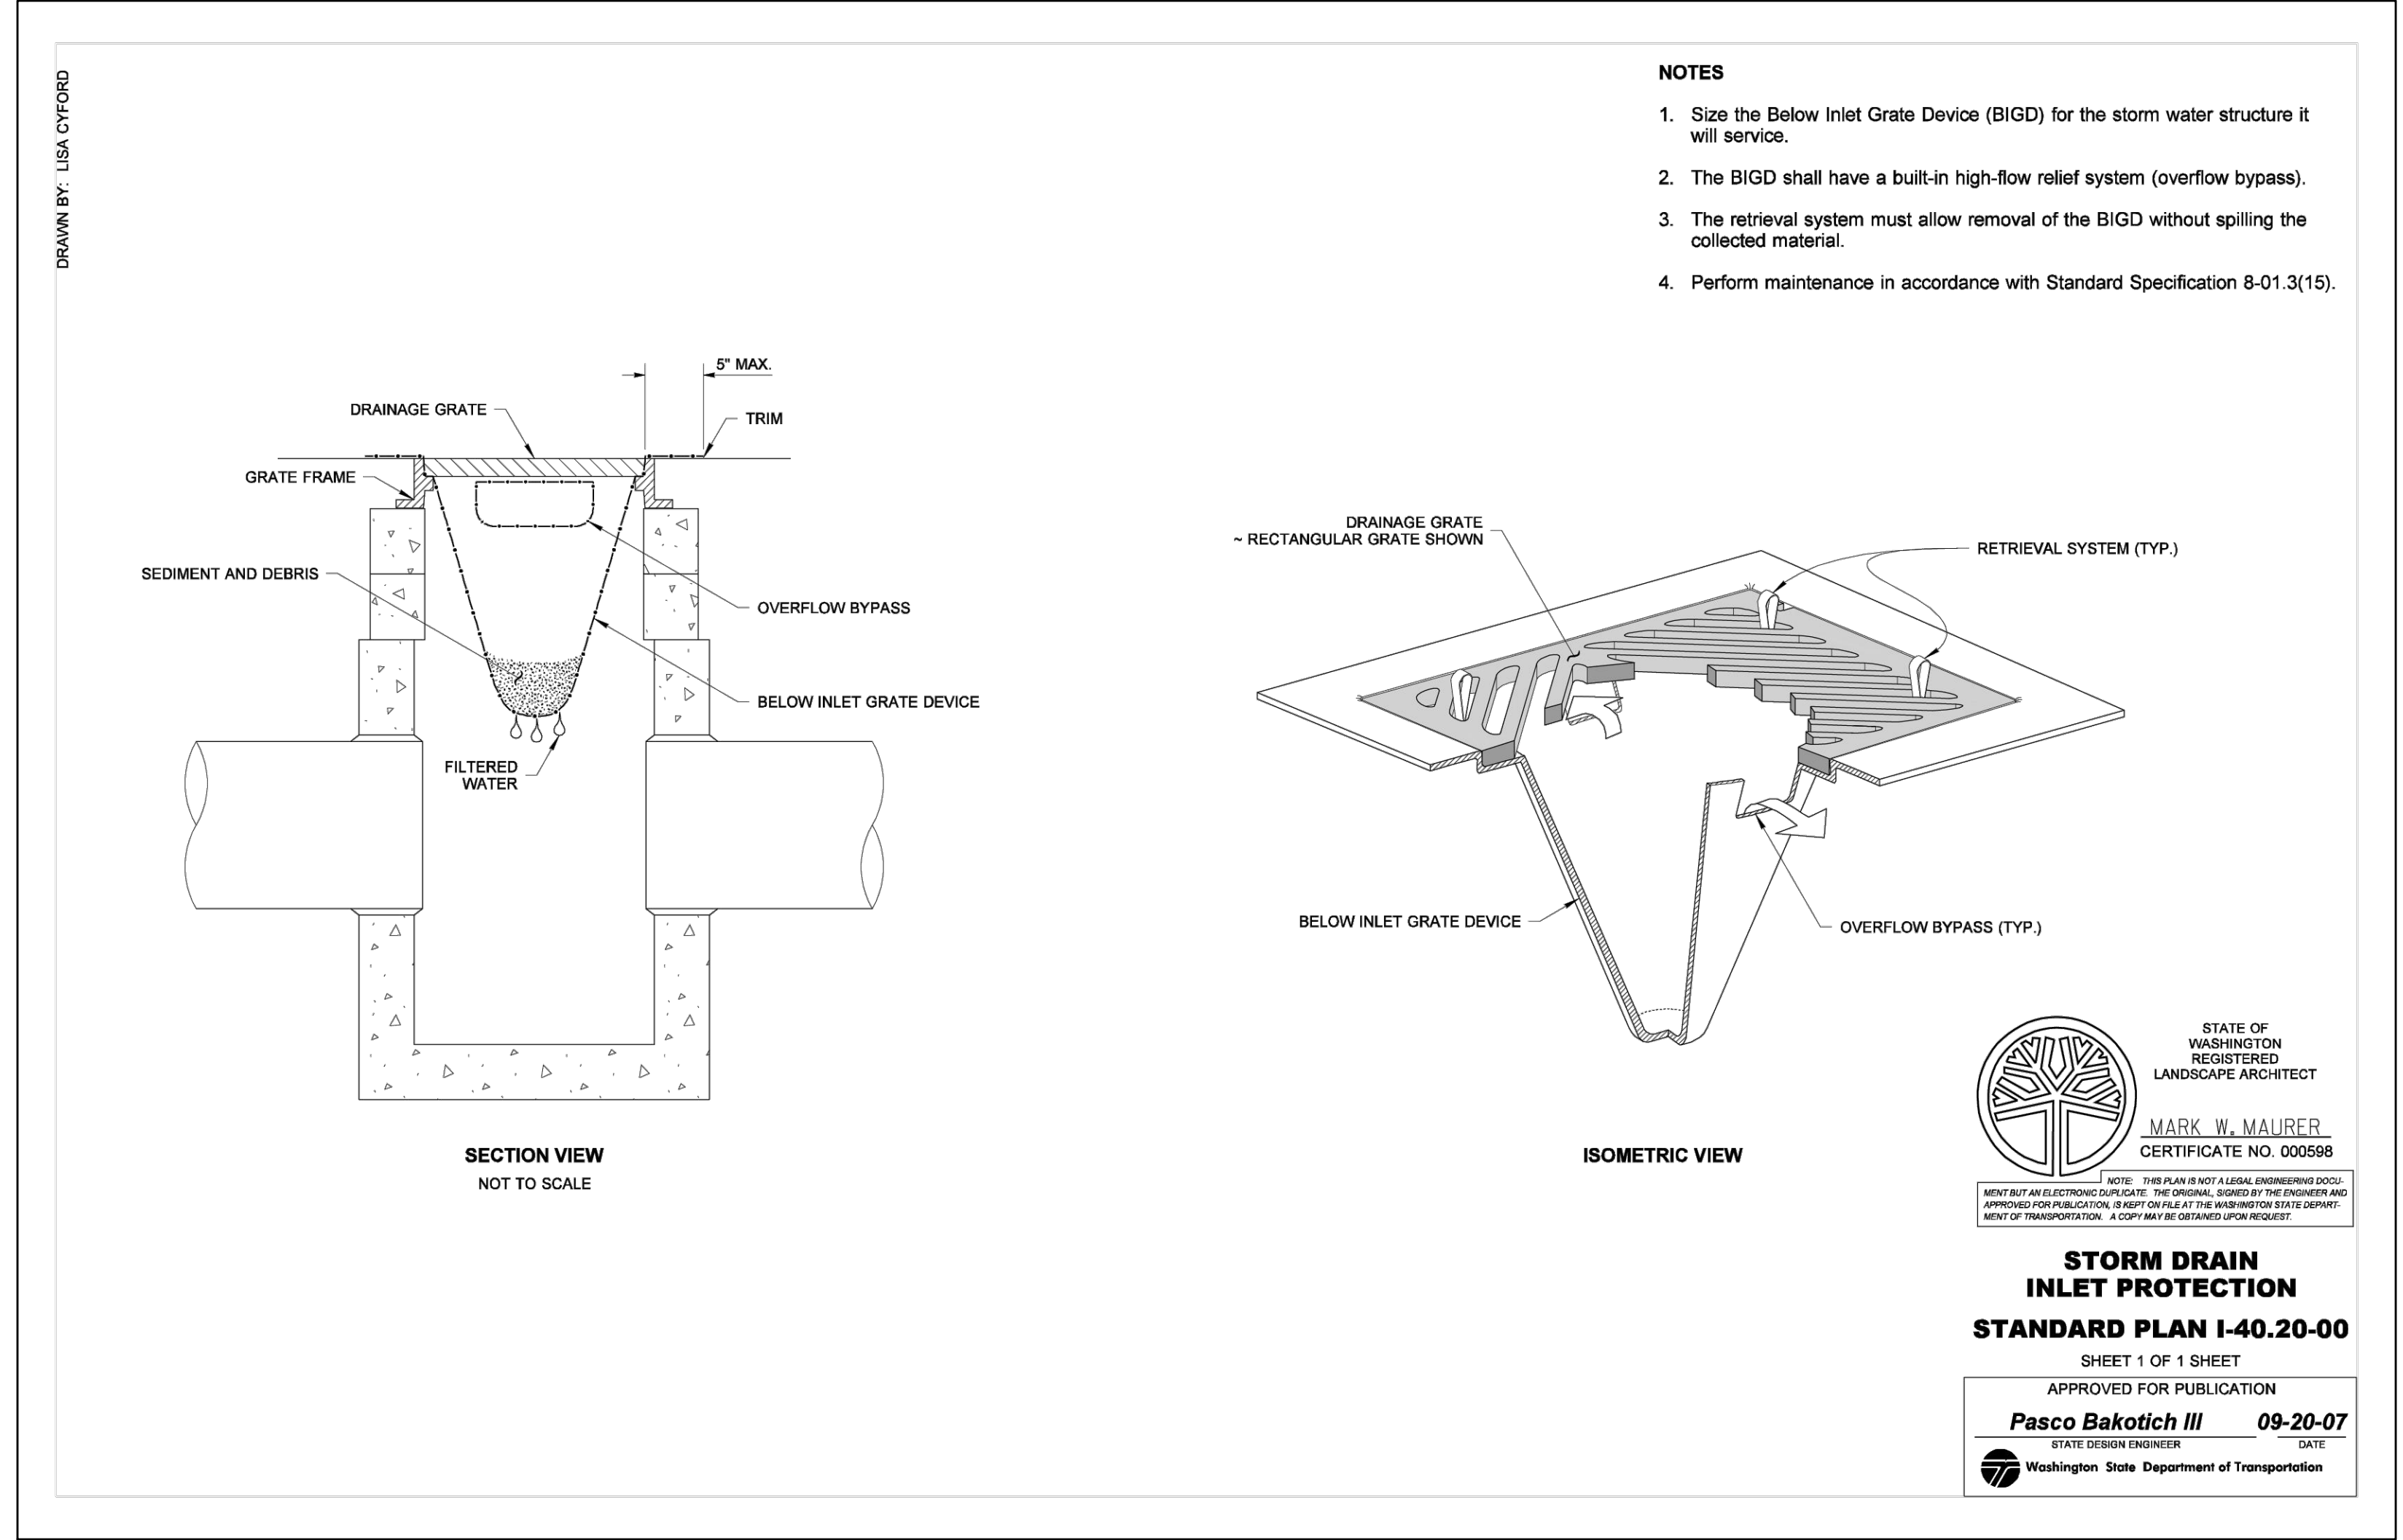 DRAWN BY: LISA CYFORD
NOTES
1. Size the Below Inlet Grate Device (BIGD) for the storm water structure it
will service.
2. The BIGD shall have a built-in high-flow relief system (overflow bypass).
3. The retrieval system must allow removal of the BIGD without spilling the
collected material.
4. Perform maintenance in accordance with Standard Specification 8-01.3(15).
5" MAX.
DRAINAGE GRATE
TRIM
GRATE FRAME
SEDIMENT AND DEBRIS
OVERFLOW BYPASS
BELOW INLET GRATE DEVICE
FILTERED
WATER
SECTION VIEW
NOT TO SCALE
DRAINAGE GRATE
~ RECTANGULAR GRATE SHOWN
RETRIEVAL SYSTEM (TYP.)
BELOW INLET GRATE DEVICE
OVERFLOW BYPASS (TYP.)
ISOMETRIC VIEW
STATE OF
WASHINGTON
REGISTERED
LANDSCAPE ARCHITECT
MARK W. MAURER
CERTIFICATE NO. 000598
NOTE: THIS PLAN IS NOT A LEGAL ENGINEERING DOCU-
MENT BUT AN ELECTRONIC DUPLICATE. THE ORIGINAL, SIGNED BY THE ENGINEER AND
APPROVED FOR PUBLICATION, IS KEPT ON FILE AT THE WASHINGTON STATE DEPART-
MENT OF TRANSPORTATION. A COPY MAY BE OBTAINED UPON REQUEST.
STORM DRAIN
INLET PROTECTION
STANDARD PLAN I-40.20-00
SHEET 1 OF 1 SHEET
APPROVED FOR PUBLICATION
Pasco Bakotich III 09-20-07
STATE DESIGN ENGINEER DATE
Washington State Department of Transportation